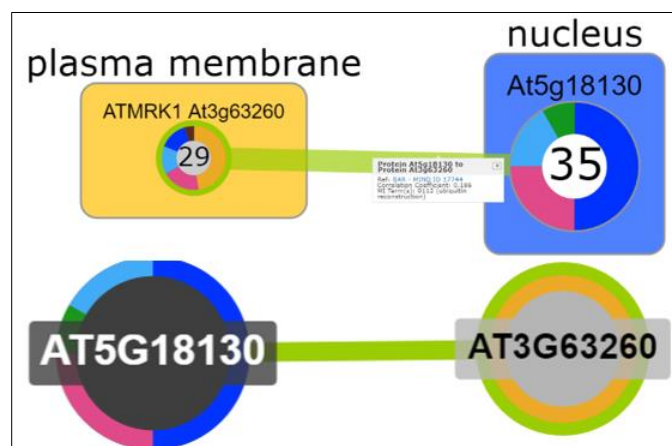 nucleus
plasma membrane
At5g18130
ATMRK1 At3g63260
29
35
Protein At5g18130 to
Protein At3g63260
Ref: BAR - MIND ID 17744
Correlation Coefficient: 0.186
MI Term(s): 0112 (ubiquitin
reconstruction)
AT5G18130
AT3G63260